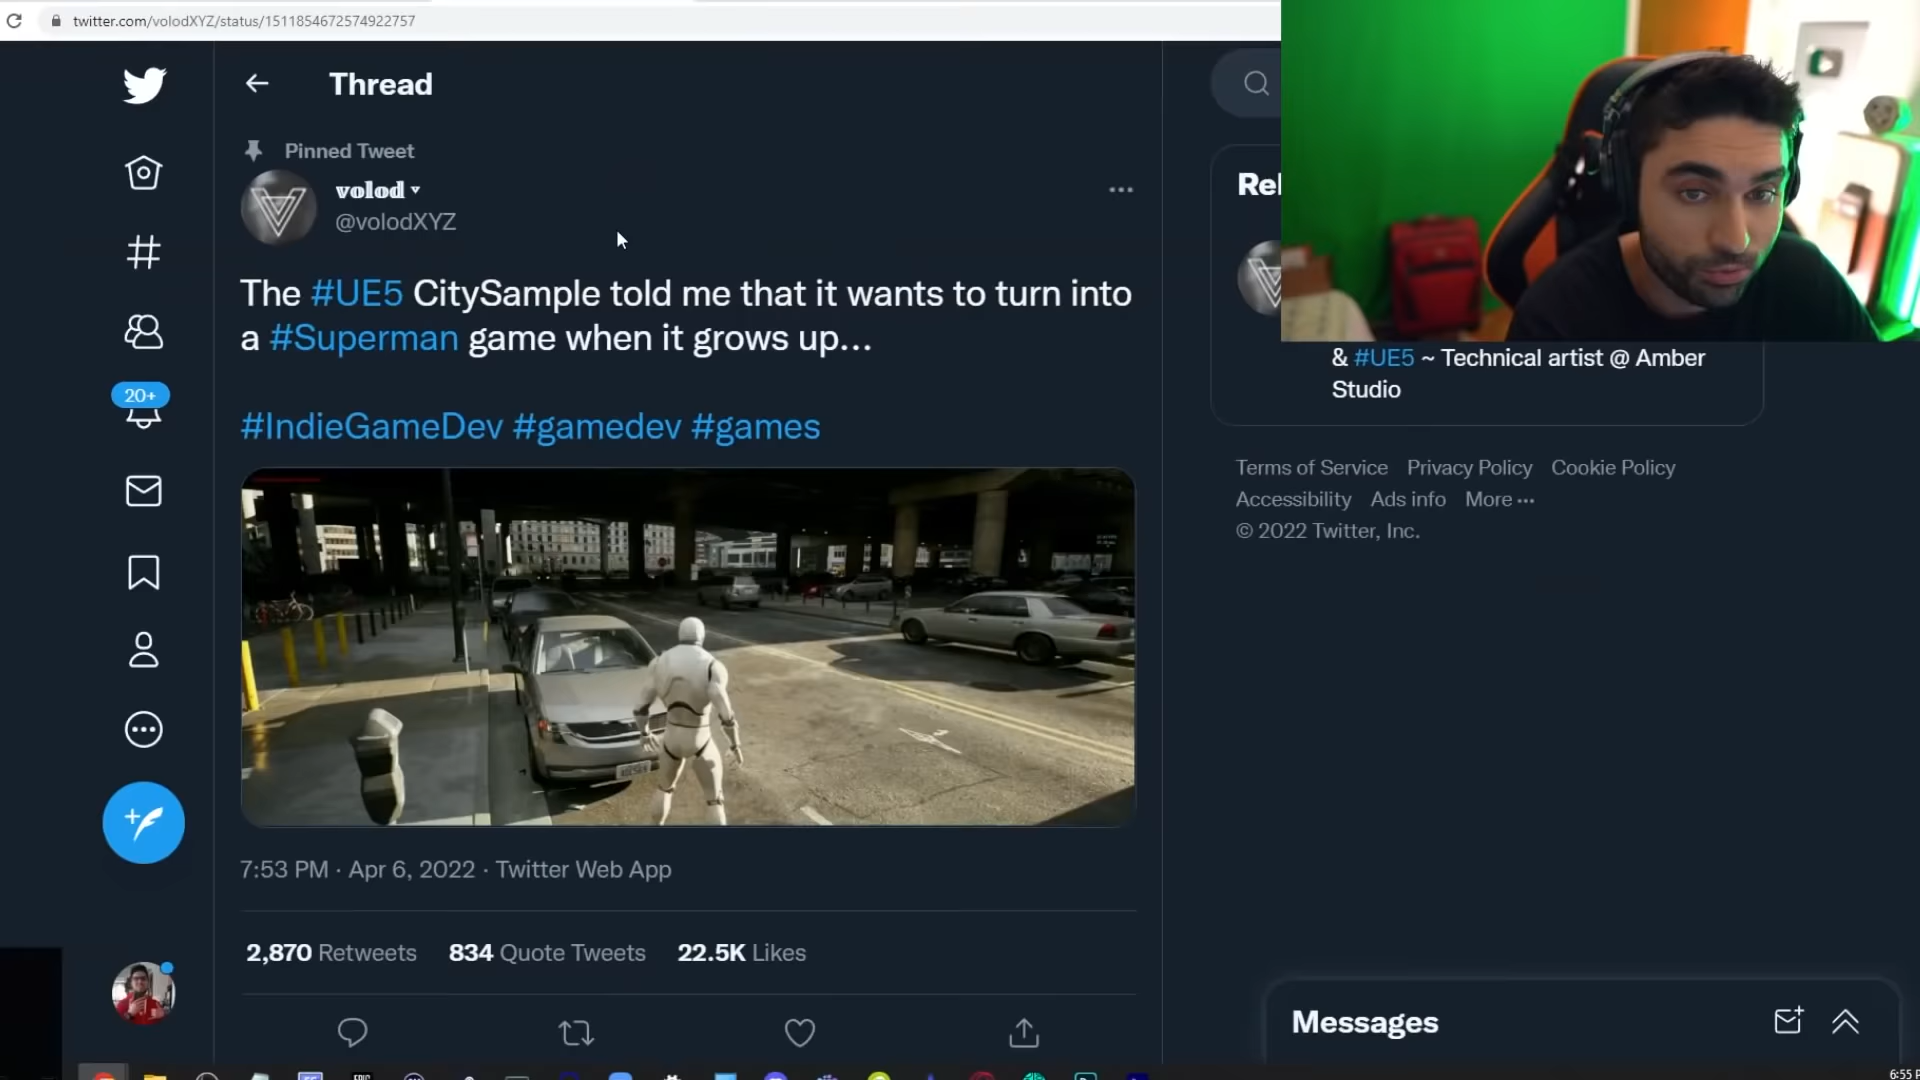 twitter.com/volodXYZ/status/1511854672574922757
Thread
Pinned Tweet
volod
@volodXYZ
The #UE5 CitySample told me that it wants to turn into
a #Superman game when it grows up...
#IndieGameDev #gamedev #games
7:53 PM · Apr 6, 2022 · Twitter Web App
2,870 Retweets 834 Quote Tweets 22.5K Likes
20+
Rel
& #UE5 ~ Technical artist @ Amber
Studio
Terms of Service Privacy Policy Cookie Policy
Accessibility Ads info More ···
© 2022 Twitter, Inc.
Messages
EPIC
6:55 P